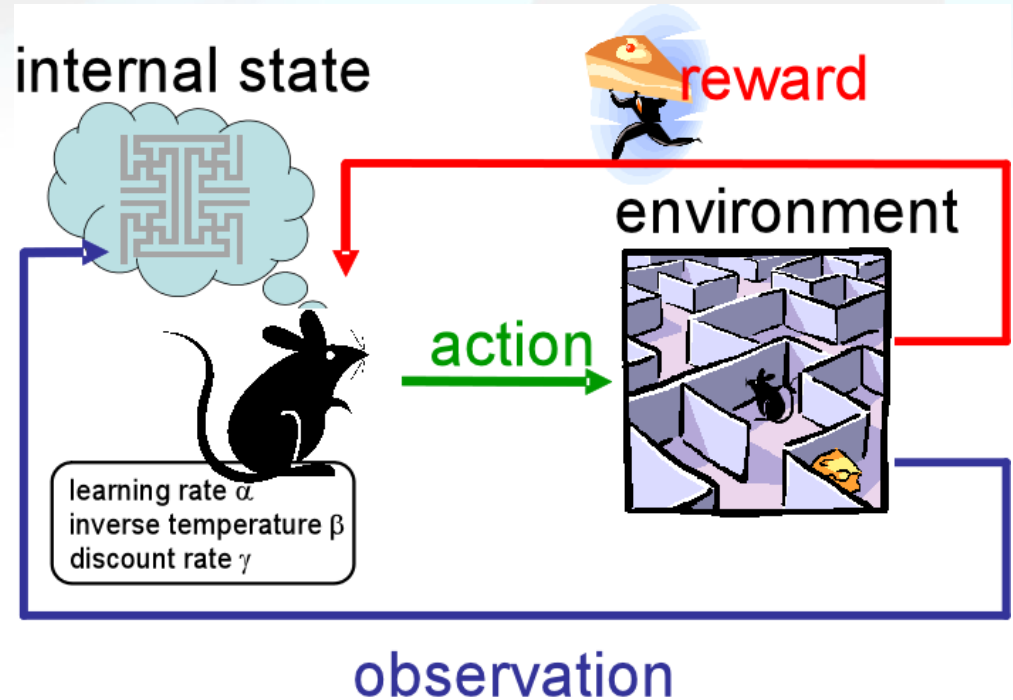 internal state
reward
environment
action
learning rate α
inverse temperature β
discount rate γ
observation